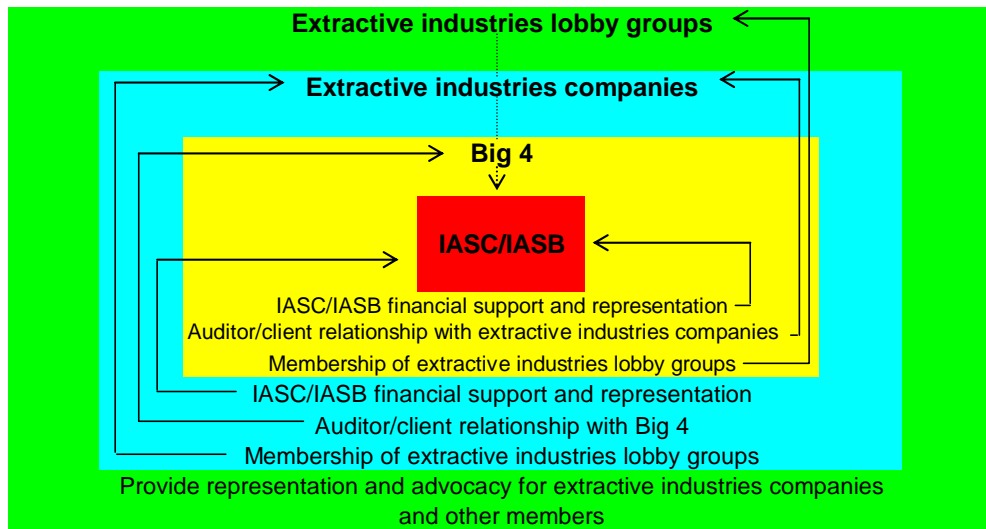 Extractive industries lobby groups
Extractive industries companies
Big 4
IASC/IASB
IASC/IASB financial support and representation
Auditor/client relationship with extractive industries companies
Membership of extractive industries lobby groups
IASC/IASB financial support and representation
Auditor/client relationship with Big 4
Membership of extractive industries lobby groups
Provide representation and advocacy for extractive industries companies
and other members